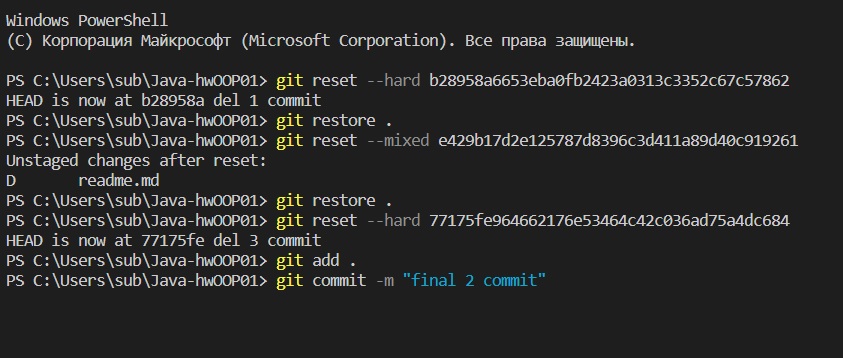 Windows PowerShell
(C) Корпорация Майкрософт (Microsoft Corporation). Все права защищены.
PS C:\Users\sub\Java-hwOOP01> git reset --hard b28958a6653eba0fb2423a0313c3352c67c57862
HEAD is now at b28958a del 1 commit
PS C:\Users\sub\Java-hwOOP01> git restore .
PS C:\Users\sub\Java-hwOOP01> git reset --mixed e429b17d2e125787d8396c3d411a89d40c919261
Unstaged changes after reset:
D       readme.md
PS C:\Users\sub\Java-hwOOP01> git restore .
PS C:\Users\sub\Java-hwOOP01> git reset --hard 77175fe964662176e53464c42c036ad75a4dc684
HEAD is now at 77175fe del 3 commit
PS C:\Users\sub\Java-hwOOP01> git add .
PS C:\Users\sub\Java-hwOOP01> git commit -m "final 2 commit"